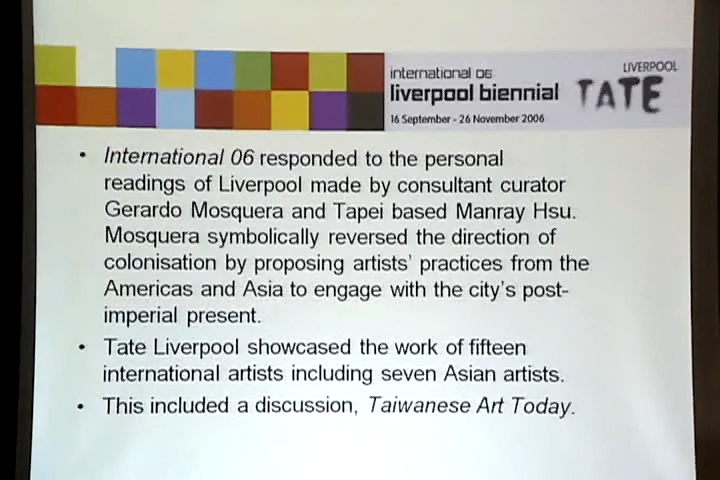 international 06
liverpool biennial
16 September - 26 November 2006
LIVERPOOL
TATE
• International 06 responded to the personal
readings of Liverpool made by consultant curator
Gerardo Mosquera and Tapei based Manray Hsu.
Mosquera symbolically reversed the direction of
colonisation by proposing artists' practices from the
Americas and Asia to engage with the city's post-
imperial present.
• Tate Liverpool showcased the work of fifteen
international artists including seven Asian artists.
• This included a discussion, Taiwanese Art Today.